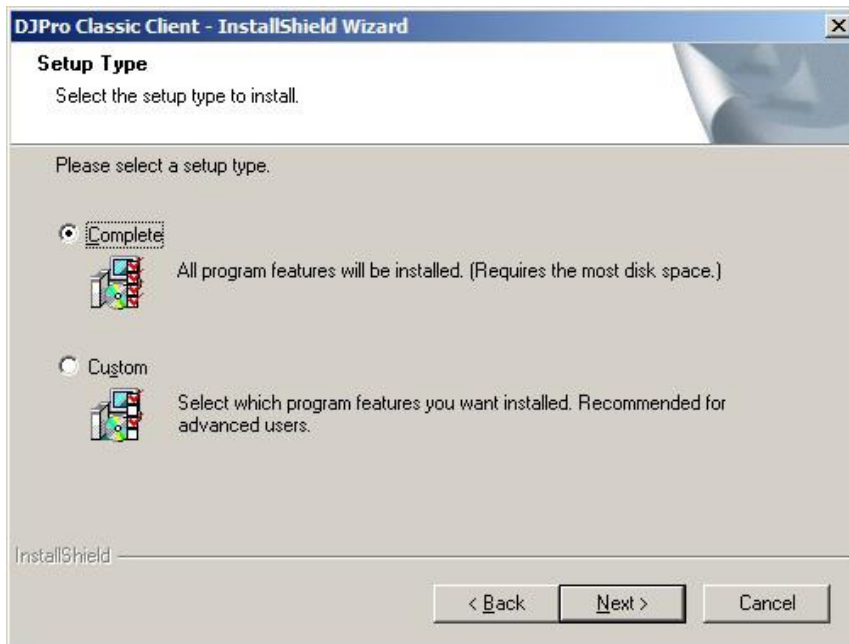 DJPro Classic Client - InstallShield Wizard
Setup Type
Select the setup type to install.
Please select a setup type.
Complete
All program features will be installed. (Requires the most disk space.)
Custom
Select which program features you want installed. Recommended for
advanced users.
InstallShield
< Back
Next >
Cancel